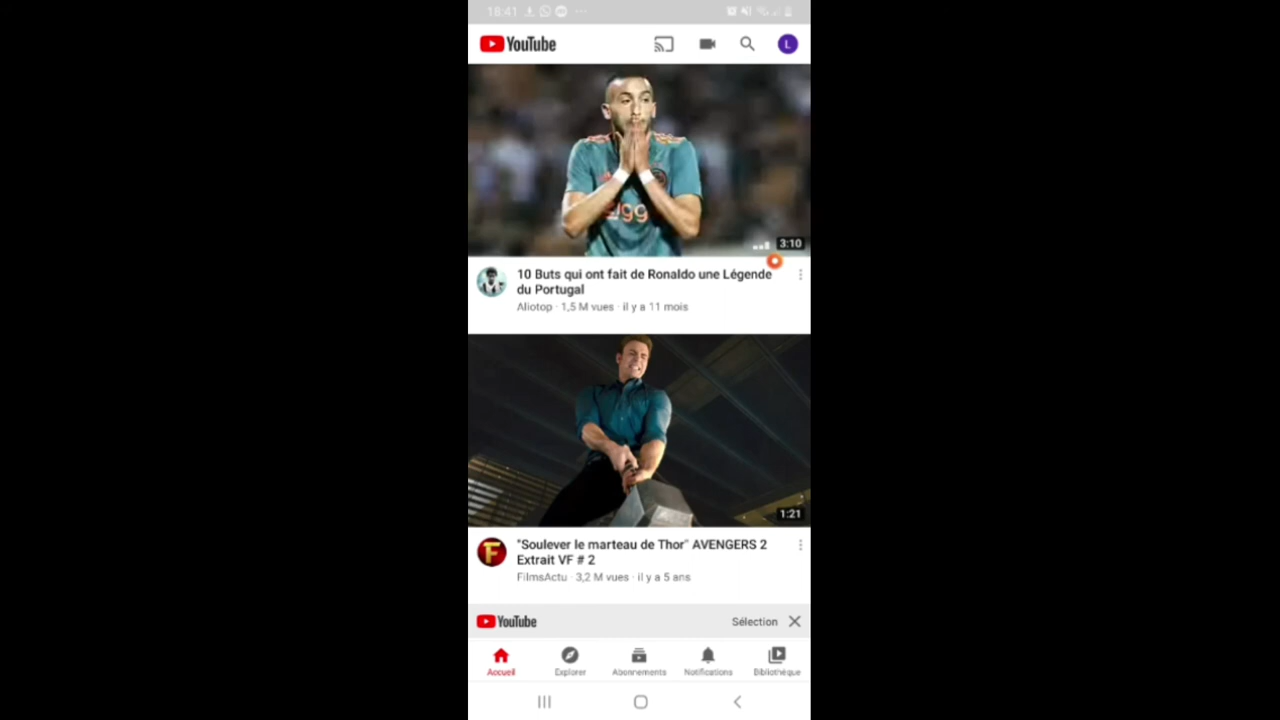 18:41
YouTube
L
Ziggo
3:10
10 Buts qui ont fait de Ronaldo une Légende
du Portugal
Aliotop · 1,5 M vues · il y a 11 mois
1:21
F
"Soulever le marteau de Thor" AVENGERS 2
Extrait VF # 2
FilmsActu · 3,2 M vues · il y a 5 ans
YouTube
Sélection
Accueil
Explorer
Abonnements
Notifications
Bibliothèque